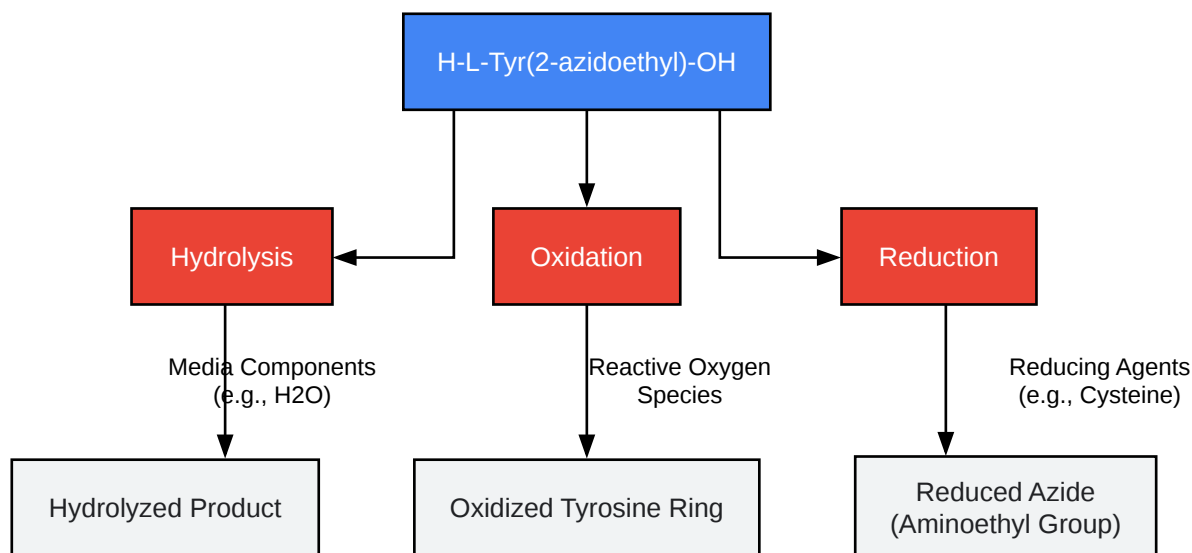 H-L-Tyr(2-azidoethyl)-OH
Hydrolysis
Oxidation
Reduction
Media Components
(e.g., H2O)
Reactive Oxygen
Species
Reducing Agents
(e.g., Cysteine)
Hydrolyzed Product
Oxidized Tyrosine Ring
Reduced Azide
(Aminoethyl Group)